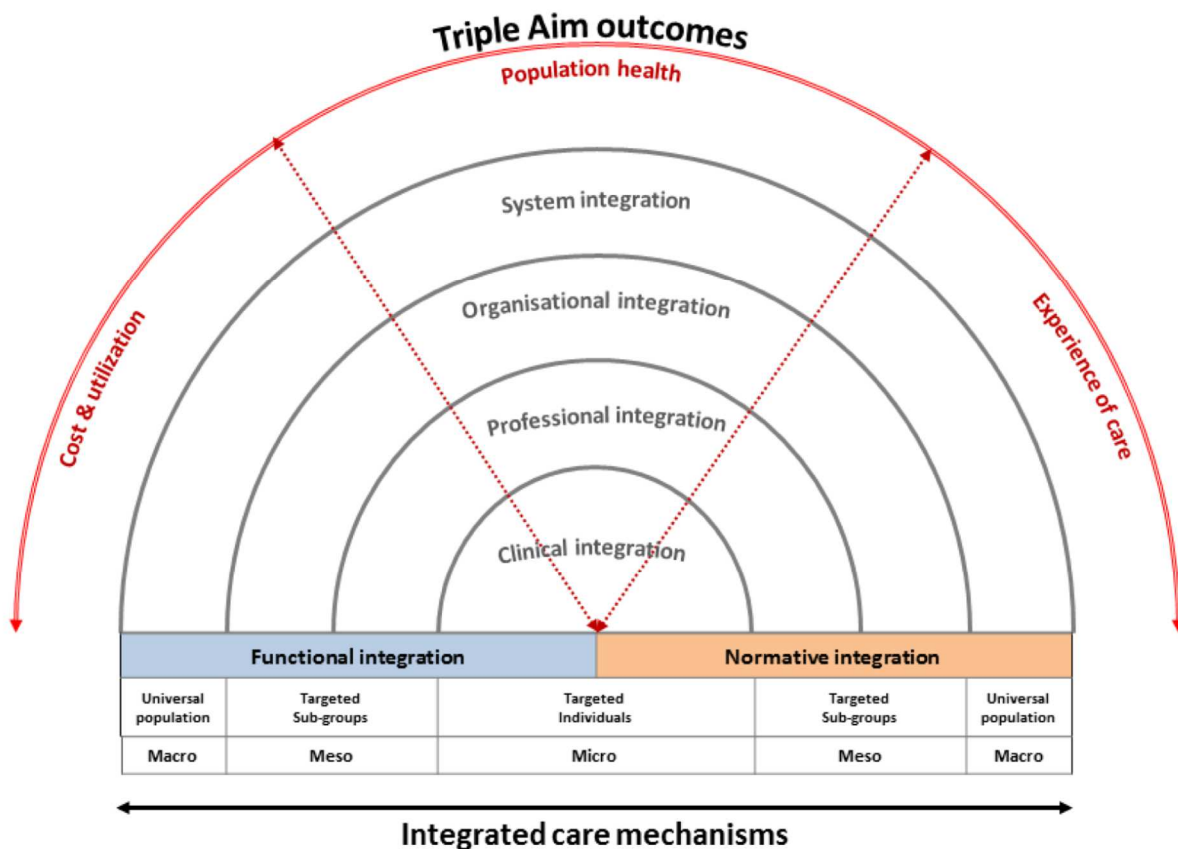 Triple Aim outcomes
Population health
System integration
Organisational integration
Cost & utilization
Experience of care
Professional integration
Clinical integration
Functional integration
Normative integration
Universal
population
Targeted
Sub-groups
Targeted
Individuals
Targeted
Sub-groups
Universal
population
Macro
Meso
Micro
Meso
Macro
Integrated care mechanisms